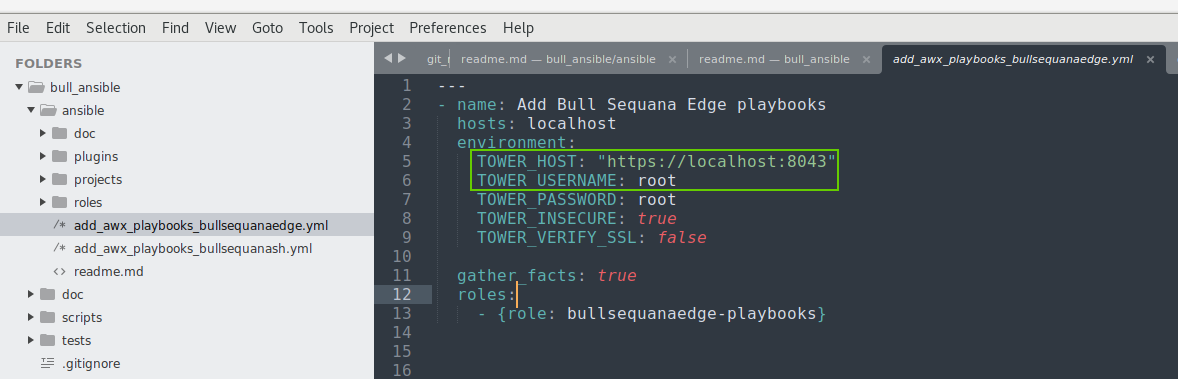 File Edit Selection Find View Goto Tools Project Preferences Help
FOLDERS
bull_ansible
ansible
doc
plugins
projects
roles
/* add_awx_playbooks_bullsequanaedge.yml
/* add_awx_playbooks_bullsequanash.yml
<> readme.md
doc
scripts
tests
.gitignore
git_r readme.md — bull_ansible/ansible × readme.md — bull_ansible × add_awx_playbooks_bullsequanaedge.yml ×
1 ---
2 - name: Add Bull Sequana Edge playbooks
3 hosts: localhost
4 environment:
5 TOWER_HOST: "https://localhost:8043"
6 TOWER_USERNAME: root
7 TOWER_PASSWORD: root
8 TOWER_INSECURE: true
9 TOWER_VERIFY_SSL: false
10
11 gather_facts: true
12 roles:
13 - {role: bullsequanaedge-playbooks}
14
15
16